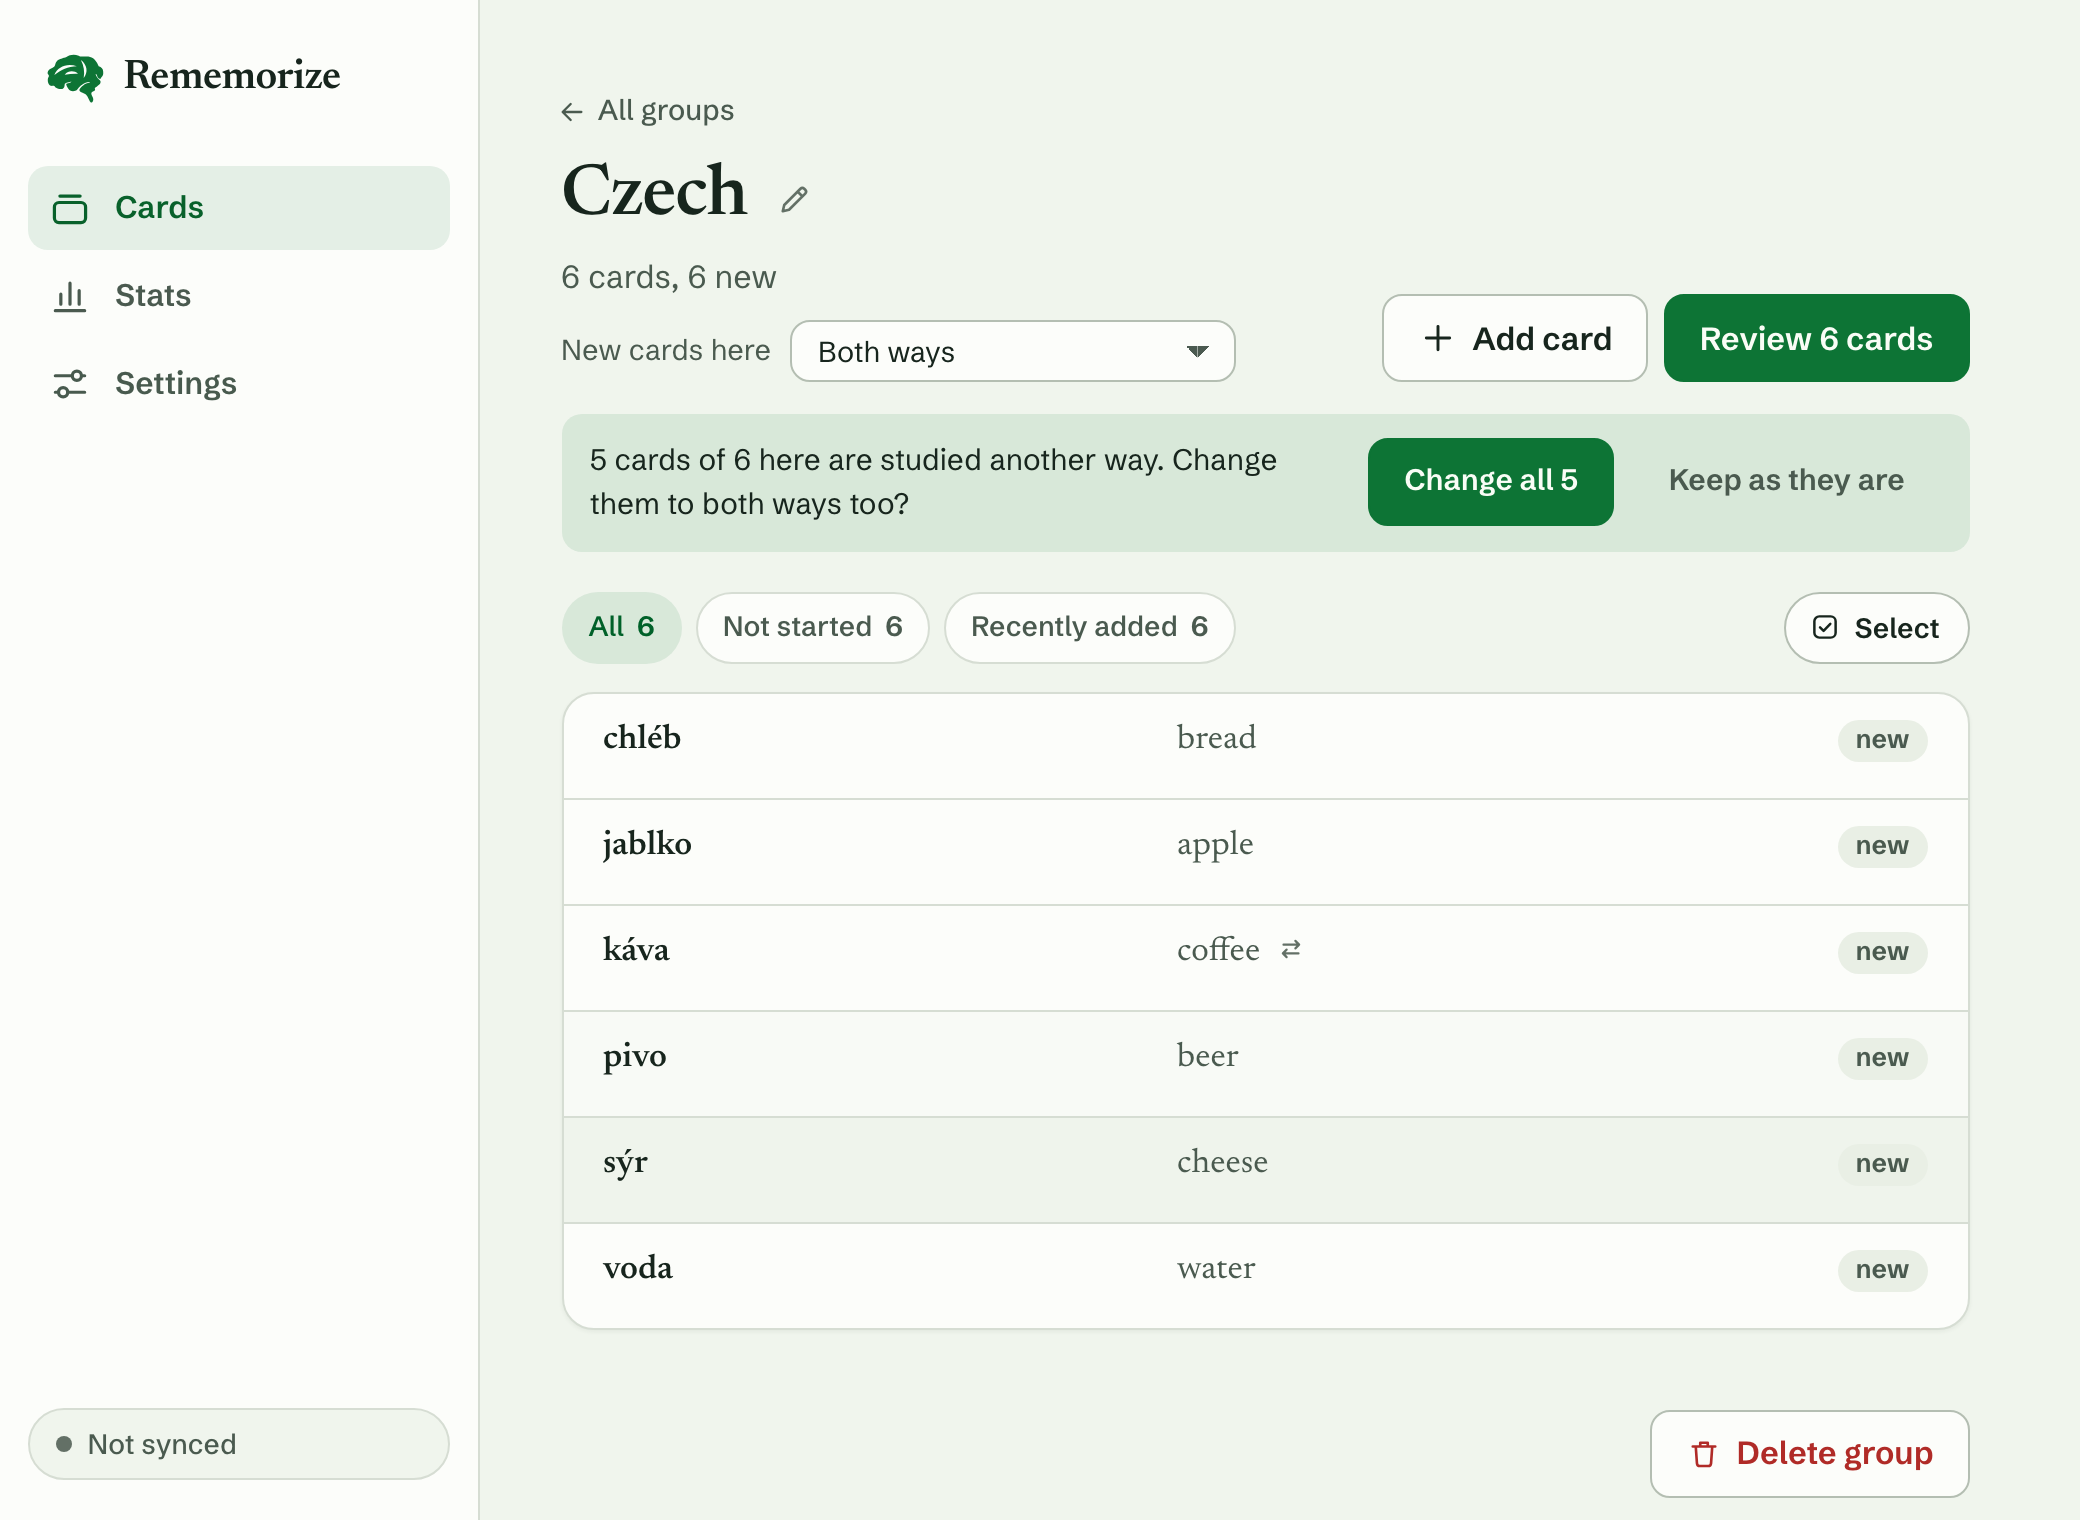 Rememorize
Cards
Stats
Settings
Not synced
All groups
Czech
6 cards, 6 new
New cards here Both ways
Add card
Review 6 cards
5 cards of 6 here are studied another way. Change
them to both ways too?
Change all 5
Keep as they are
All 6
Not started 6
Recently added 6
Select
chléb bread new
jablko apple new
káva coffee new
pivo beer new
sýr cheese new
voda water new
Delete group